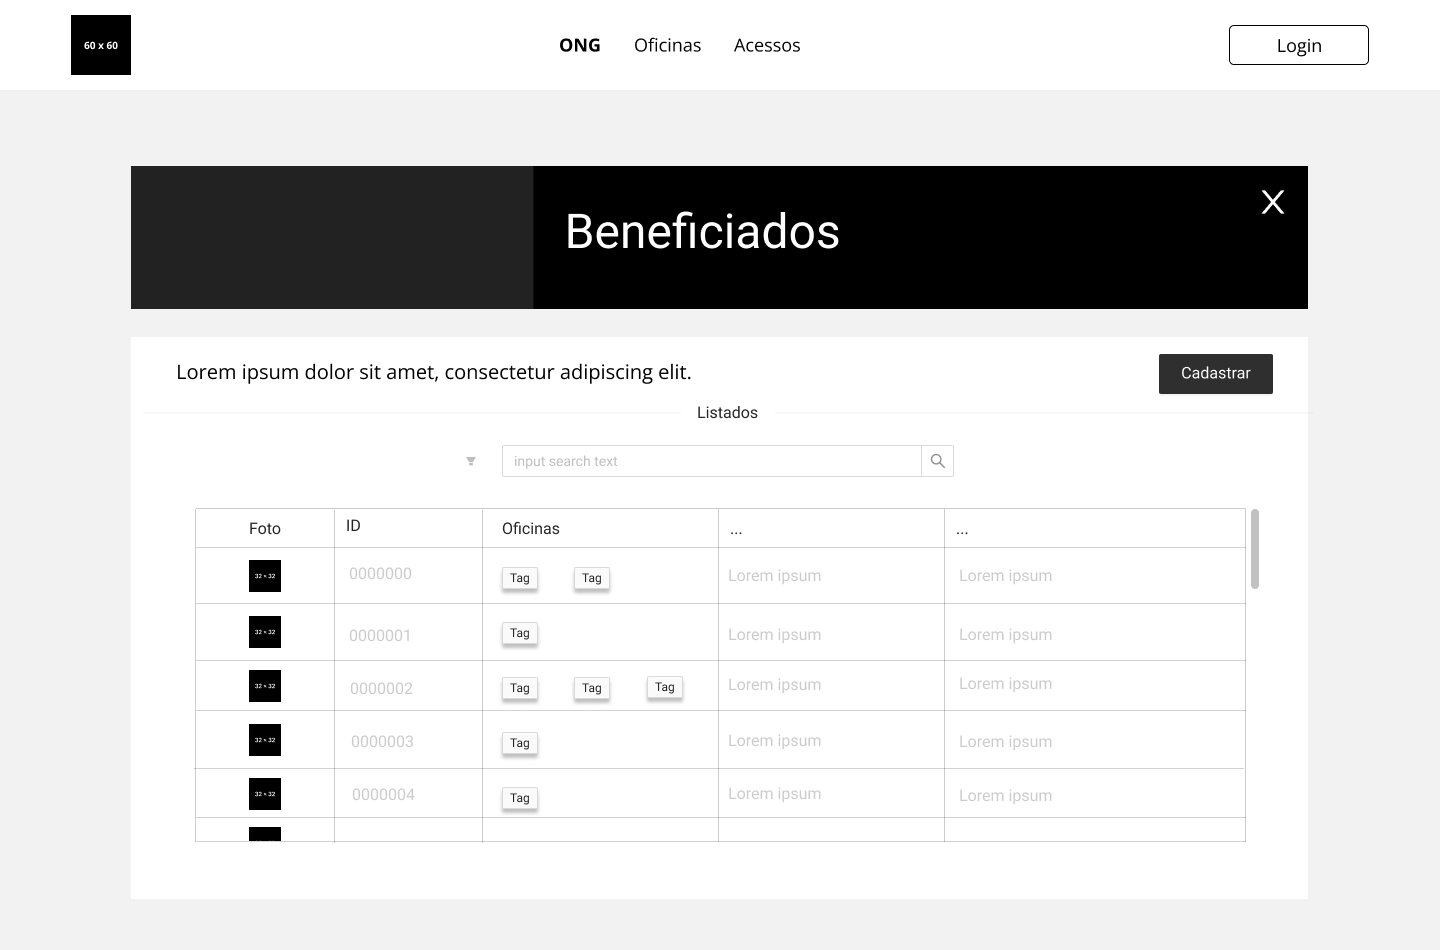 60 x 60
ONG Oficinas Acessos Login
Beneficiados X
Lorem ipsum dolor sit amet, consectetur adipiscing elit. Cadastrar
Listados
input search text
Foto ID Oficinas ... ...
32 × 32 0000000 Tag Tag Lorem ipsum Lorem ipsum
32 × 32 0000001 Tag Lorem ipsum Lorem ipsum
32 × 32 0000002 Tag Tag Tag Lorem ipsum Lorem ipsum
32 × 32 0000003 Tag Lorem ipsum Lorem ipsum
32 × 32 0000004 Tag Lorem ipsum Lorem ipsum